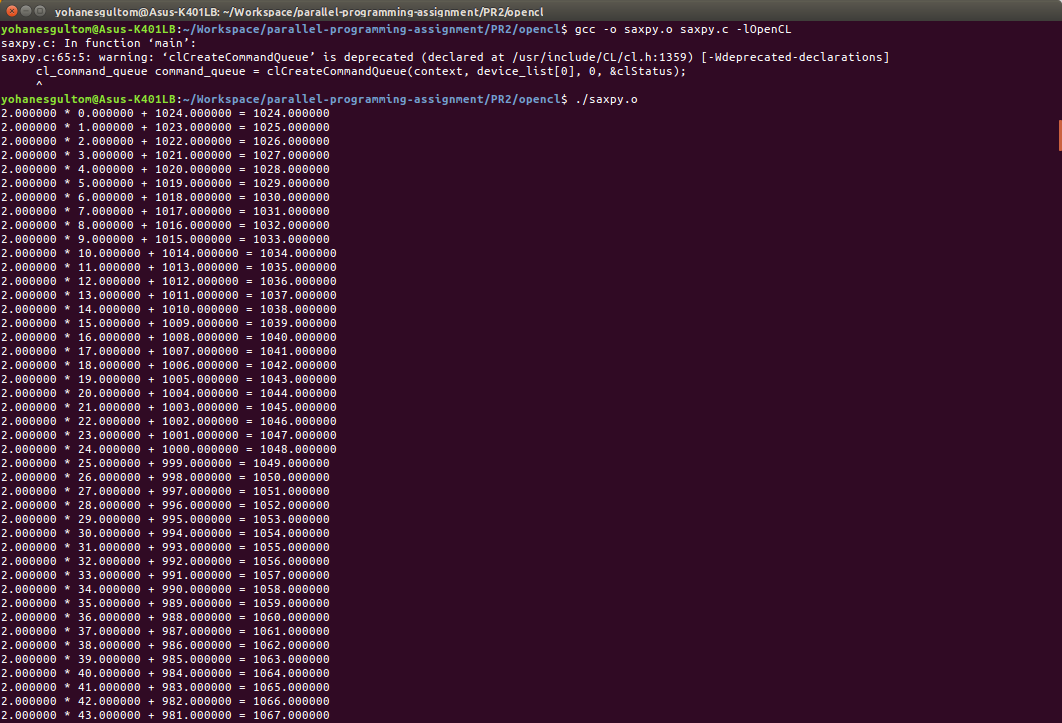 yohanesgultom@Asus-K401LB: ~/Workspace/parallel-programming-assignment/PR2/opencl
yohanesgultom@Asus-K401LB:~/Workspace/parallel-programming-assignment/PR2/opencl$ gcc -o saxpy.o saxpy.c -lOpenCL
saxpy.c: In function ‘main’:
saxpy.c:65:5: warning: ‘clCreateCommandQueue’ is deprecated (declared at /usr/include/CL/cl.h:1359) [-Wdeprecated-declarations]
     cl_command_queue command_queue = clCreateCommandQueue(context, device_list[0], 0, &clStatus);
     ^
yohanesgultom@Asus-K401LB:~/Workspace/parallel-programming-assignment/PR2/opencl$ ./saxpy.o
2.000000 * 0.000000 + 1024.000000 = 1024.000000
2.000000 * 1.000000 + 1023.000000 = 1025.000000
2.000000 * 2.000000 + 1022.000000 = 1026.000000
2.000000 * 3.000000 + 1021.000000 = 1027.000000
2.000000 * 4.000000 + 1020.000000 = 1028.000000
2.000000 * 5.000000 + 1019.000000 = 1029.000000
2.000000 * 6.000000 + 1018.000000 = 1030.000000
2.000000 * 7.000000 + 1017.000000 = 1031.000000
2.000000 * 8.000000 + 1016.000000 = 1032.000000
2.000000 * 9.000000 + 1015.000000 = 1033.000000
2.000000 * 10.000000 + 1014.000000 = 1034.000000
2.000000 * 11.000000 + 1013.000000 = 1035.000000
2.000000 * 12.000000 + 1012.000000 = 1036.000000
2.000000 * 13.000000 + 1011.000000 = 1037.000000
2.000000 * 14.000000 + 1010.000000 = 1038.000000
2.000000 * 15.000000 + 1009.000000 = 1039.000000
2.000000 * 16.000000 + 1008.000000 = 1040.000000
2.000000 * 17.000000 + 1007.000000 = 1041.000000
2.000000 * 18.000000 + 1006.000000 = 1042.000000
2.000000 * 19.000000 + 1005.000000 = 1043.000000
2.000000 * 20.000000 + 1004.000000 = 1044.000000
2.000000 * 21.000000 + 1003.000000 = 1045.000000
2.000000 * 22.000000 + 1002.000000 = 1046.000000
2.000000 * 23.000000 + 1001.000000 = 1047.000000
2.000000 * 24.000000 + 1000.000000 = 1048.000000
2.000000 * 25.000000 + 999.000000 = 1049.000000
2.000000 * 26.000000 + 998.000000 = 1050.000000
2.000000 * 27.000000 + 997.000000 = 1051.000000
2.000000 * 28.000000 + 996.000000 = 1052.000000
2.000000 * 29.000000 + 995.000000 = 1053.000000
2.000000 * 30.000000 + 994.000000 = 1054.000000
2.000000 * 31.000000 + 993.000000 = 1055.000000
2.000000 * 32.000000 + 992.000000 = 1056.000000
2.000000 * 33.000000 + 991.000000 = 1057.000000
2.000000 * 34.000000 + 990.000000 = 1058.000000
2.000000 * 35.000000 + 989.000000 = 1059.000000
2.000000 * 36.000000 + 988.000000 = 1060.000000
2.000000 * 37.000000 + 987.000000 = 1061.000000
2.000000 * 38.000000 + 986.000000 = 1062.000000
2.000000 * 39.000000 + 985.000000 = 1063.000000
2.000000 * 40.000000 + 984.000000 = 1064.000000
2.000000 * 41.000000 + 983.000000 = 1065.000000
2.000000 * 42.000000 + 982.000000 = 1066.000000
2.000000 * 43.000000 + 981.000000 = 1067.000000